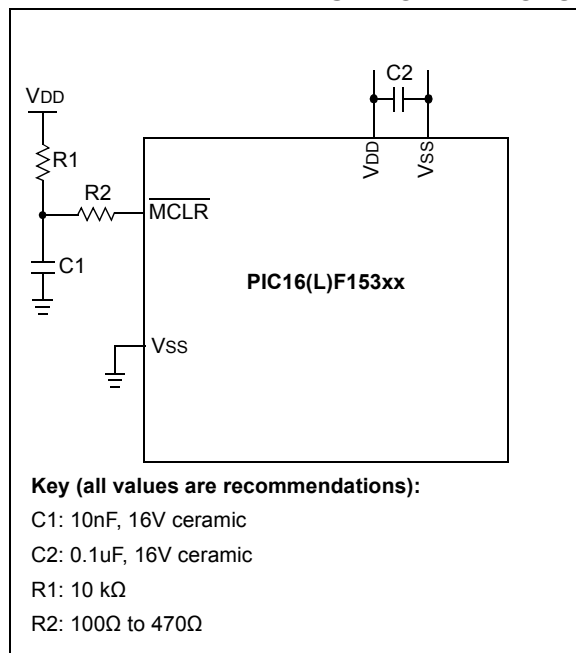 C2
VDD
R1
VDD
VSS
R2
MCLR
C1
PIC16(L)F153xx
VSS
Key (all values are recommendations):
C1: 10nF, 16V ceramic
C2: 0.1uF, 16V ceramic
R1: 10 kΩ
R2: 100Ω to 470Ω